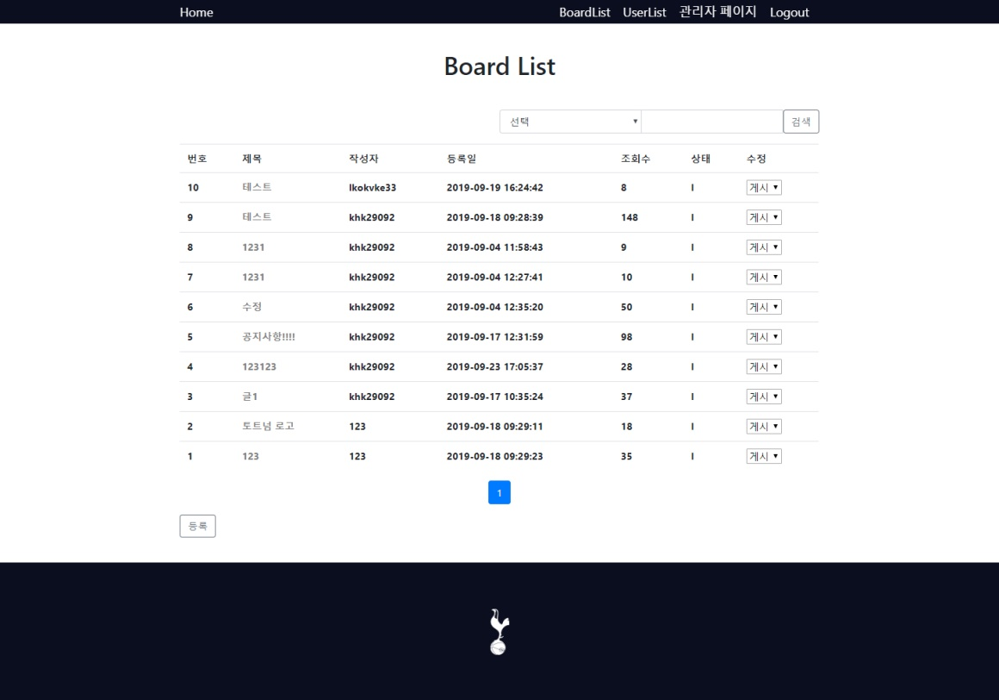 Home BoardList UserList 관리자 페이지 Logout
Board List
선택 검색
번호 제목 작성자 등록일 조회수 상태 수정
10 테스트 lkokvke33 2019-09-19 16:24:42 8 I 게시
9 테스트 khk29092 2019-09-18 09:28:39 148 I 게시
8 1231 khk29092 2019-09-04 11:58:43 9 I 게시
7 1231 khk29092 2019-09-04 12:27:41 10 I 게시
6 수정 khk29092 2019-09-04 12:35:20 50 I 게시
5 공지사항!!!! khk29092 2019-09-17 12:31:59 98 I 게시
4 123123 khk29092 2019-09-23 17:05:37 28 I 게시
3 글1 khk29092 2019-09-17 10:35:24 37 I 게시
2 토트넘 로고 123 2019-09-18 09:29:11 18 I 게시
1 123 123 2019-09-18 09:29:23 35 I 게시
1
등록